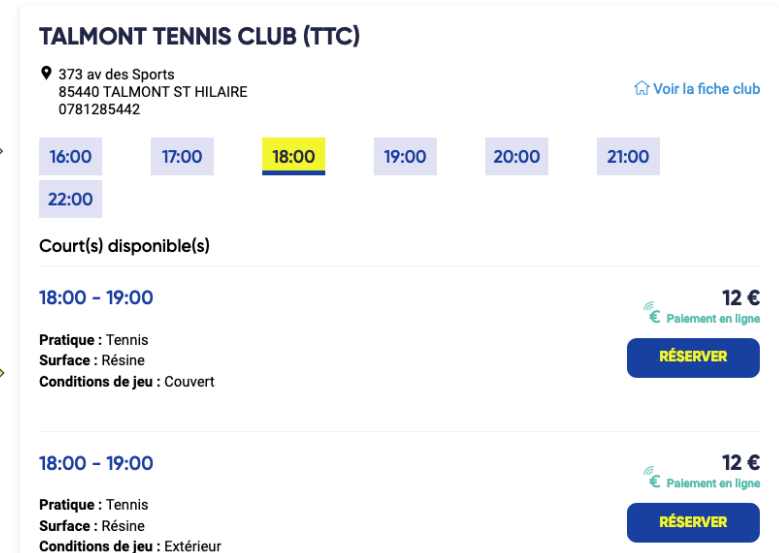 TALMONT TENNIS CLUB (TTC)
373 av des Sports
85440 TALMONT ST HILAIRE
0781285442
Voir la fiche club
16:00 17:00 18:00 19:00 20:00 21:00
22:00
Court(s) disponible(s)
18:00 - 19:00
12 €
€ Paiement en ligne
Pratique : Tennis
Surface : Résine
Conditions de jeu : Couvert
RÉSERVER
18:00 - 19:00
12 €
€ Paiement en ligne
Pratique : Tennis
Surface : Résine
Conditions de jeu : Extérieur
RÉSERVER